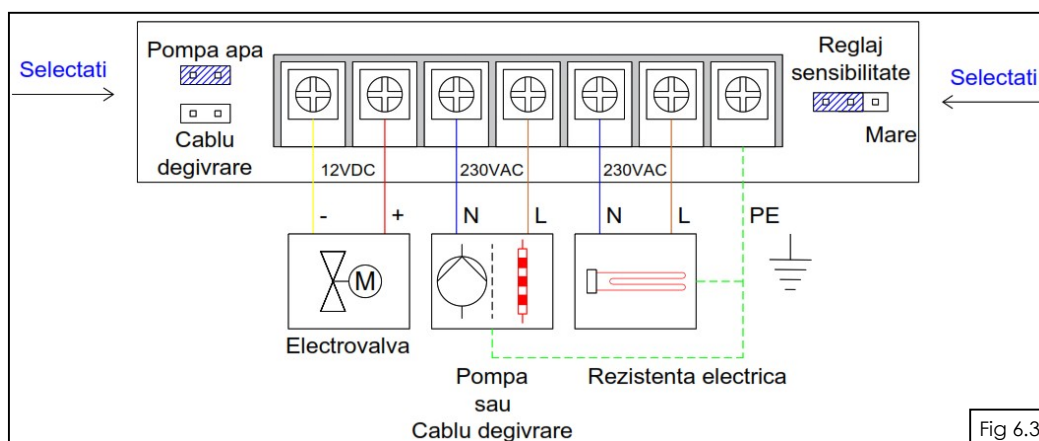 Selectati
Pompa apa
Cablu
degivrare
Reglaj
sensibilitate
Mare
Selectati
12VDC
230VAC
230VAC
-
+
N
L
N
L
PE
M
Electrovalva
Pompa
sau
Cablu degivrare
Rezistenta electrica
Fig 6.3